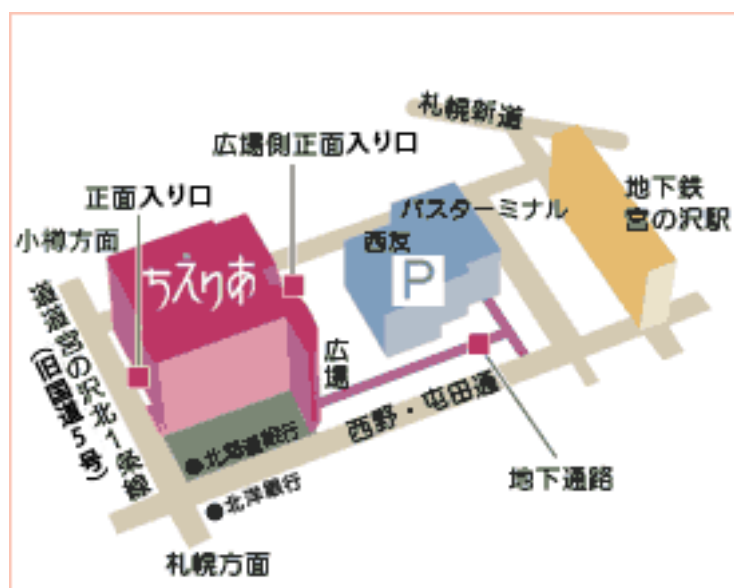 札幌新道
広場側正面入り口
正面入り口
地下鉄
宮の沢駅
バスターミナル
小樽方面
西友
ちえりあ
P
道道宮の沢北1条線
(旧国道5号)
広場
西野・屯田通
●北海道銀行
地下通路
●北洋銀行
札幌方面